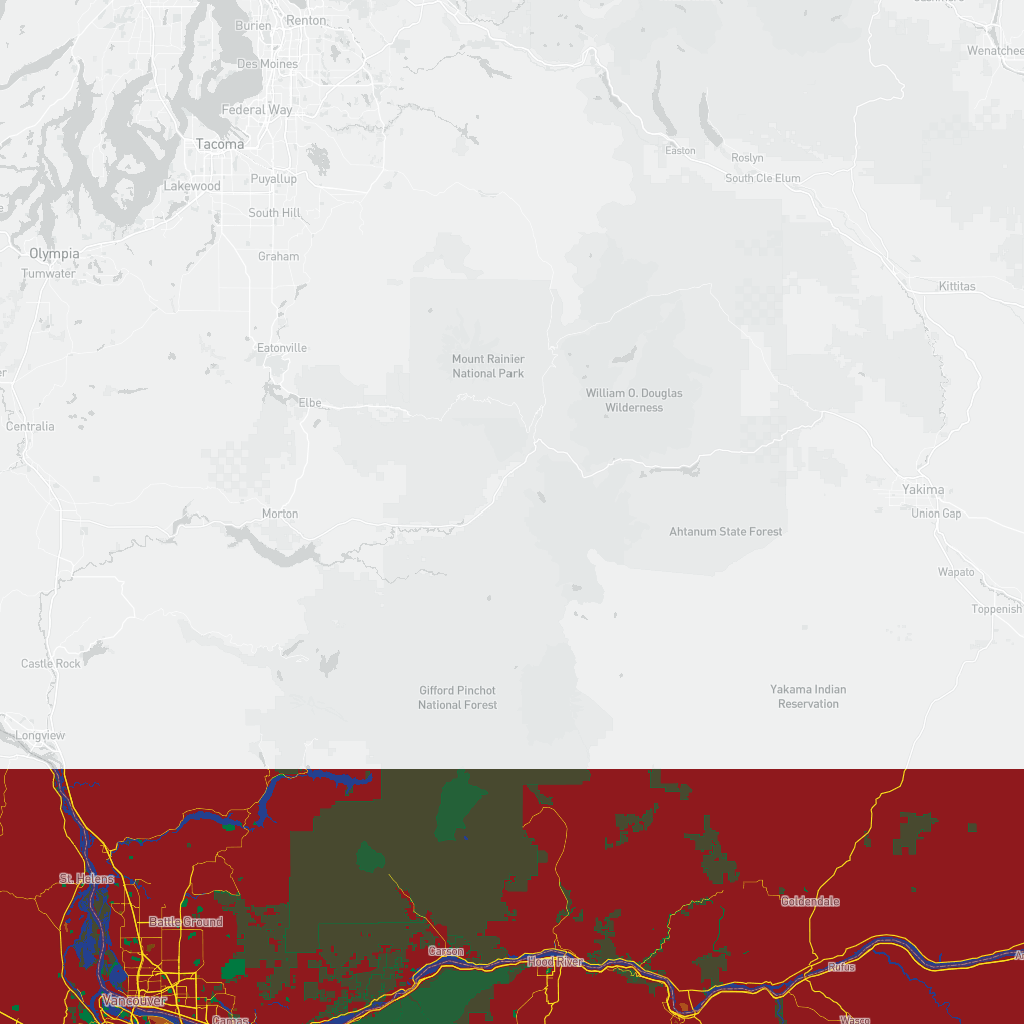 Renton
Burien
Wenatchee
Des Moines
Federal Way
Tacoma
Easton
Roslyn
South Cle Elum
Puyallup
Lakewood
South Hill
Olympia
Graham
Tumwater
Kittitas
Eatonville
Mount Rainier
National Park
William O. Douglas
Wilderness
Elbe
Centralia
Yakima
Morton
Union Gap
Ahtanum State Forest
Wapato
Toppenish
Castle Rock
Gifford Pinchot
National Forest
Yakama Indian
Reservation
Longview
St. Helens
Goldendale
Battle Ground
Carson
Hood River
Rufus
Vancouver
Camas
Wasco